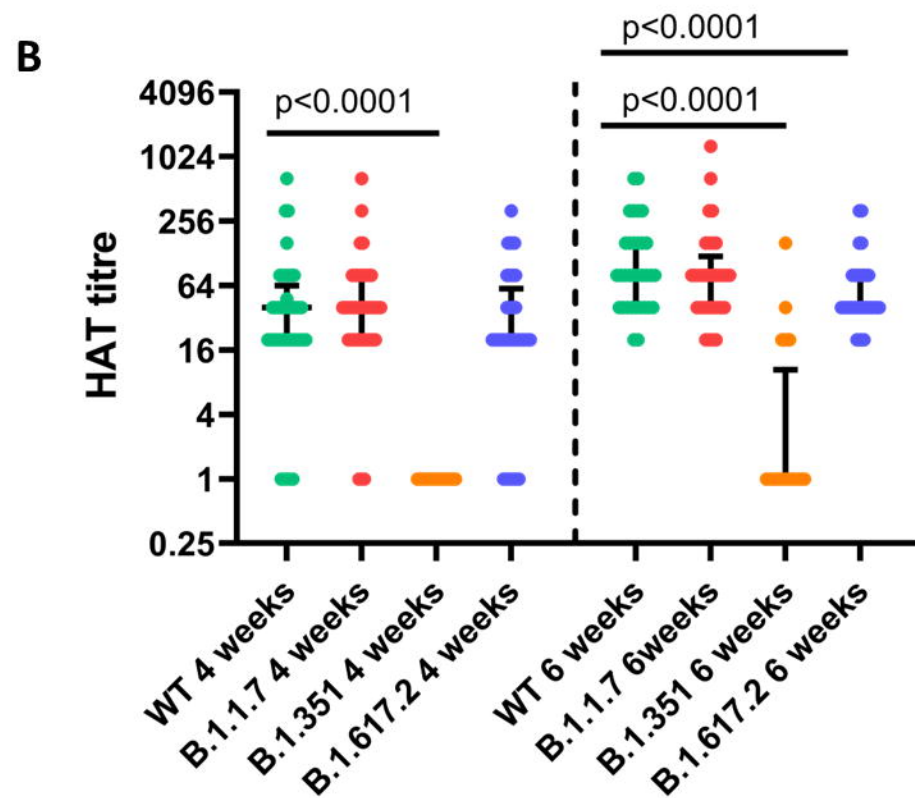 B
p<0.0001
p<0.0001
p<0.0001
4096
1024
256
64
16
4
1
0.25
HAT titre
WT 4 weeks
B.1.1.7 4 weeks
B.1.351 4 weeks
B.1.617.2 4 weeks
WT 6 weeks
B.1.1.7 6weeks
B.1.351 6 weeks
B.1.617.2 6 weeks